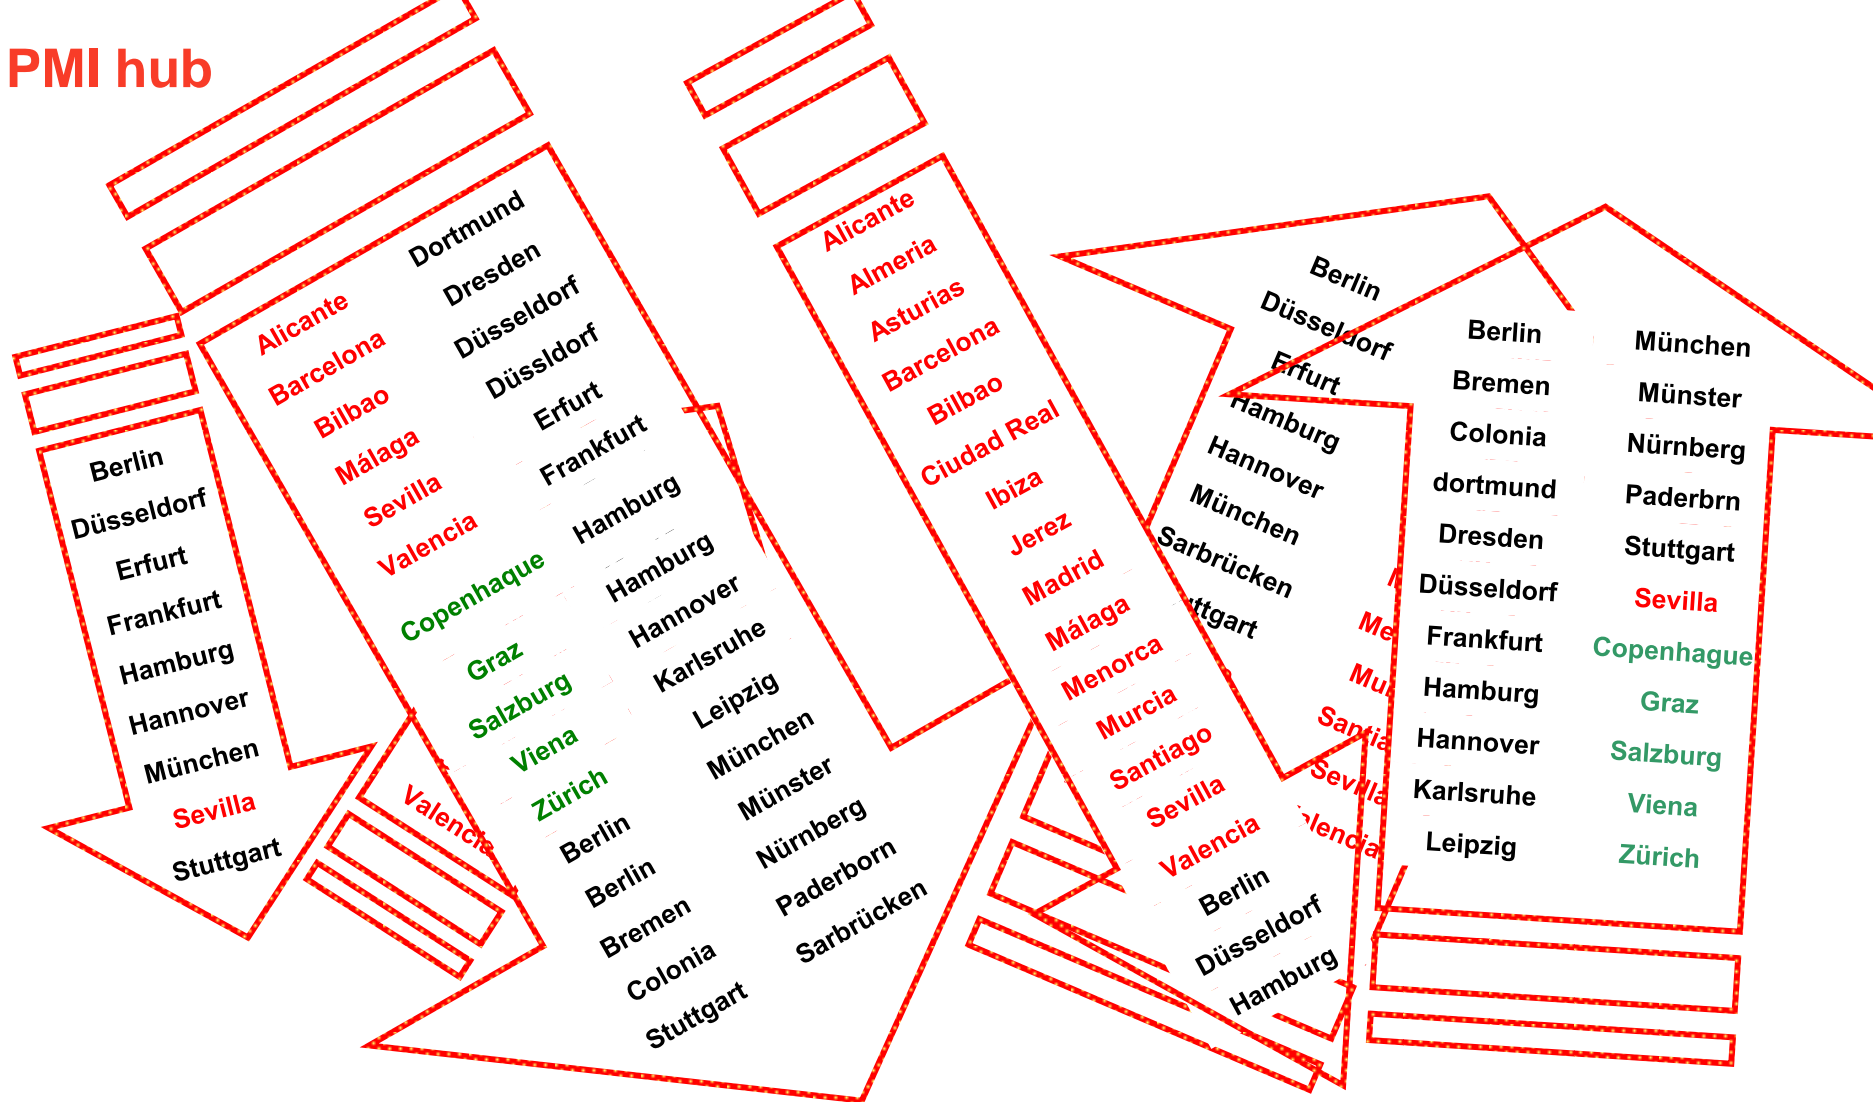 PMI hub
Berlin
Düsseldorf
Erfurt
Frankfurt
Hamburg
Hannover
München
Sevilla
Stuttgart
Valencia
Alicante
Barcelona
Bilbao
Málaga
Sevilla
Valencia
Copenhaque
Graz
Salzburg
Viena
Zürich
Berlin
Berlin
Bremen
Colonia
Stuttgart
Dortmund
Dresden
Düsseldorf
Düssldorf
Erfurt
Frankfurt
Hamburg
Hamburg
Hannover
Karlsruhe
Leipzig
München
Münster
Nürnberg
Paderborn
Sarbrücken
Alicante
Almeria
Asturias
Barcelona
Bilbao
Ciudad Real
Ibiza
Jerez
Madrid
Málaga
Menorca
Murcia
Santiago
Sevilla
Valencia
Berlin
Düsseldorf
Hamburg
Berlin
Düsseldorf
Erfurt
Hamburg
Hannover
München
Sarbrücken
Sevilla
Berlin
Bremen
Colonia
dortmund
Dresden
Düsseldorf
Frankfurt
Hamburg
Hannover
Karlsruhe
Leipzig
München
Münster
Nürnberg
Paderbrn
Stuttgart
Sevilla
Copenhague
Graz
Salzburg
Viena
Zürich